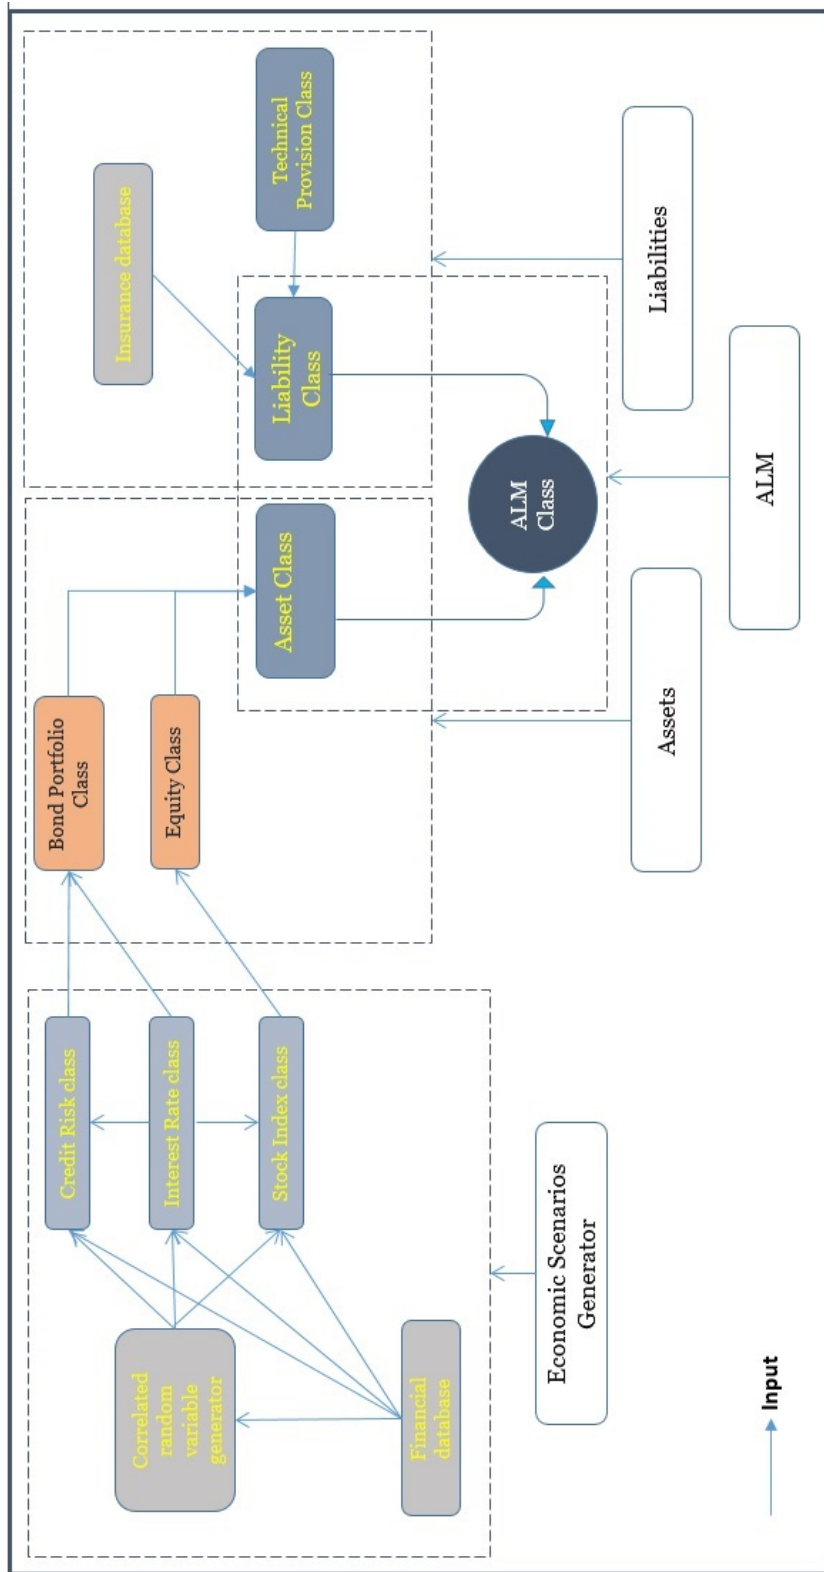 Correlated
random
variable
generator
Financial
database
Credit Risk class
Interest Rate class
Stock Index class
Economic Scenarios
Generator
Bond Portfolio
Class
Equity Class
Asset Class
Assets
Insurance database
Technical
Provision Class
Liability
Class
Liabilities
ALM
Class
ALM
Input